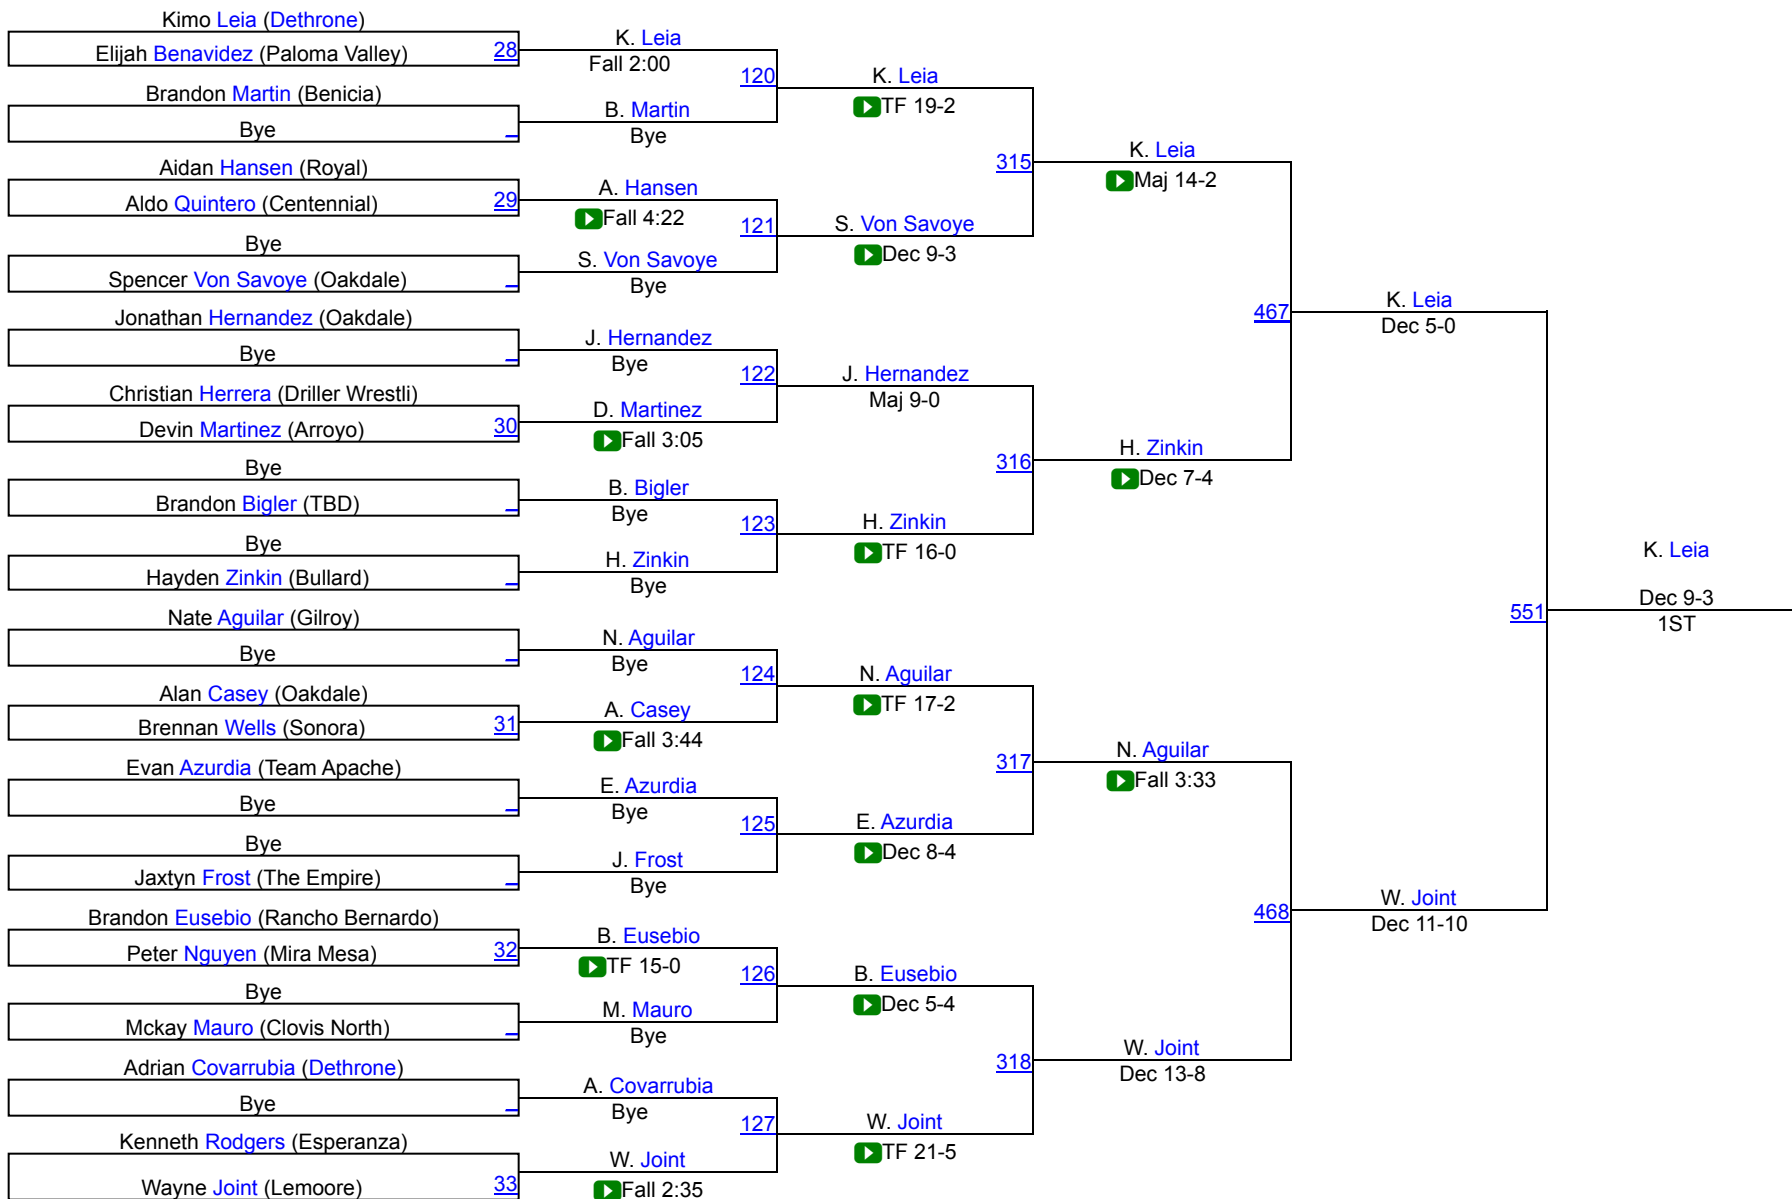 Kimo Leia (Dethrone)
Elijah Benavidez (Paloma Valley) 28
Brandon Martin (Benicia)
Bye
Aidan Hansen (Royal)
Aldo Quintero (Centennial) 29
Bye
Spencer Von Savoye (Oakdale)
Jonathan Hernandez (Oakdale)
Bye
Christian Herrera (Driller Wrestli)
Devin Martinez (Arroyo) 30
Bye
Brandon Bigler (TBD)
Bye
Hayden Zinkin (Bullard)
Nate Aguilar (Gilroy)
Bye
Alan Casey (Oakdale)
Brennan Wells (Sonora) 31
Evan Azurdia (Team Apache)
Bye
Bye
Jaxtyn Frost (The Empire)
Brandon Eusebio (Rancho Bernardo)
Peter Nguyen (Mira Mesa) 32
Bye
Mckay Mauro (Clovis North)
Adrian Covarrubia (Dethrone)
Bye
Kenneth Rodgers (Esperanza)
Wayne Joint (Lemoore) 33
K. Leia
Fall 2:00
120
B. Martin
Bye
A. Hansen
Fall 4:22
121
S. Von Savoye
Bye
J. Hernandez
Bye
122
D. Martinez
Fall 3:05
B. Bigler
Bye
123
H. Zinkin
Bye
N. Aguilar
Bye
124
A. Casey
Fall 3:44
E. Azurdia
Bye
125
J. Frost
Bye
B. Eusebio
TF 15-0
126
M. Mauro
Bye
A. Covarrubia
Bye
127
W. Joint
Fall 2:35
K. Leia
TF 19-2
315
S. Von Savoye
Dec 9-3
J. Hernandez
Maj 9-0
316
H. Zinkin
TF 16-0
N. Aguilar
TF 17-2
317
E. Azurdia
Dec 8-4
B. Eusebio
Dec 5-4
318
W. Joint
TF 21-5
K. Leia
Maj 14-2
467
H. Zinkin
Dec 7-4
N. Aguilar
Fall 3:33
468
W. Joint
Dec 13-8
K. Leia
Dec 5-0
551
W. Joint
Dec 11-10
K. Leia
Dec 9-3
1ST